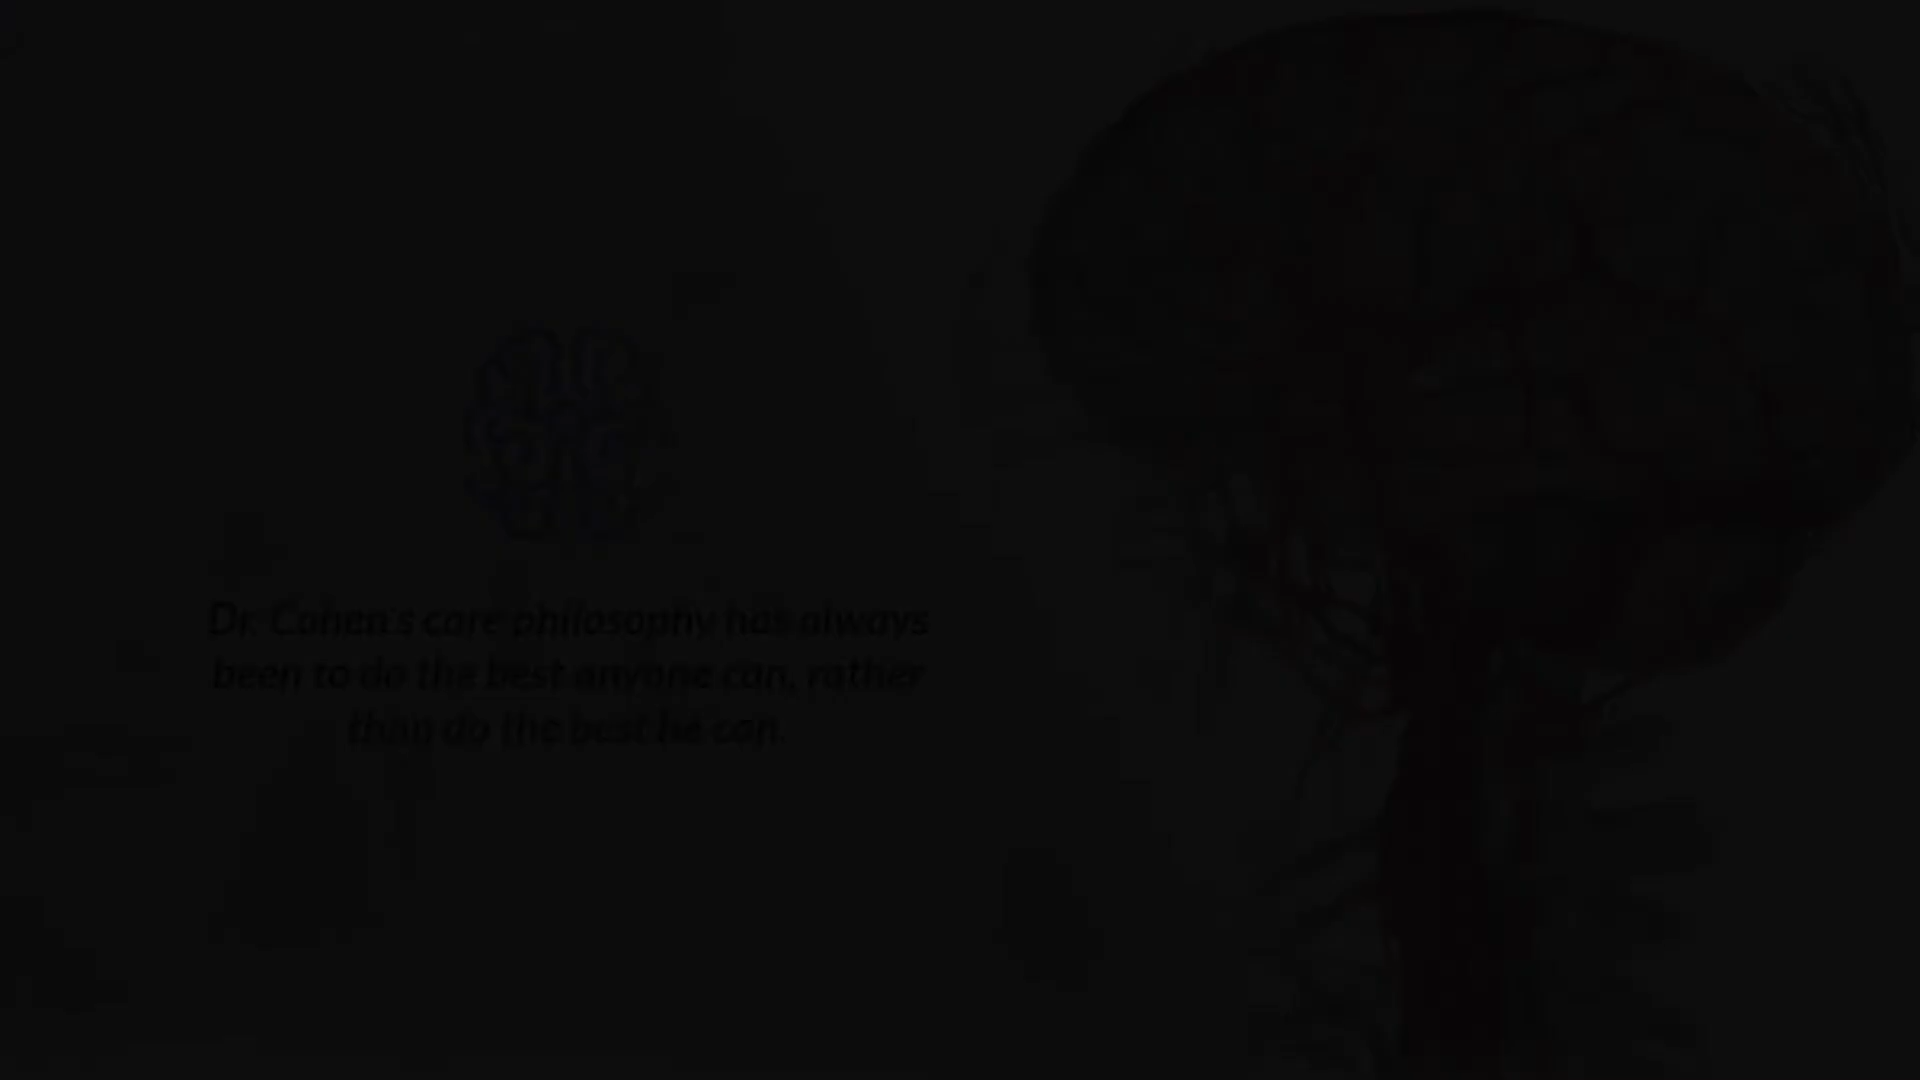 Dr. Cohen's care philosophy has always
been to do the best anyone can, rather
than do the best he can.